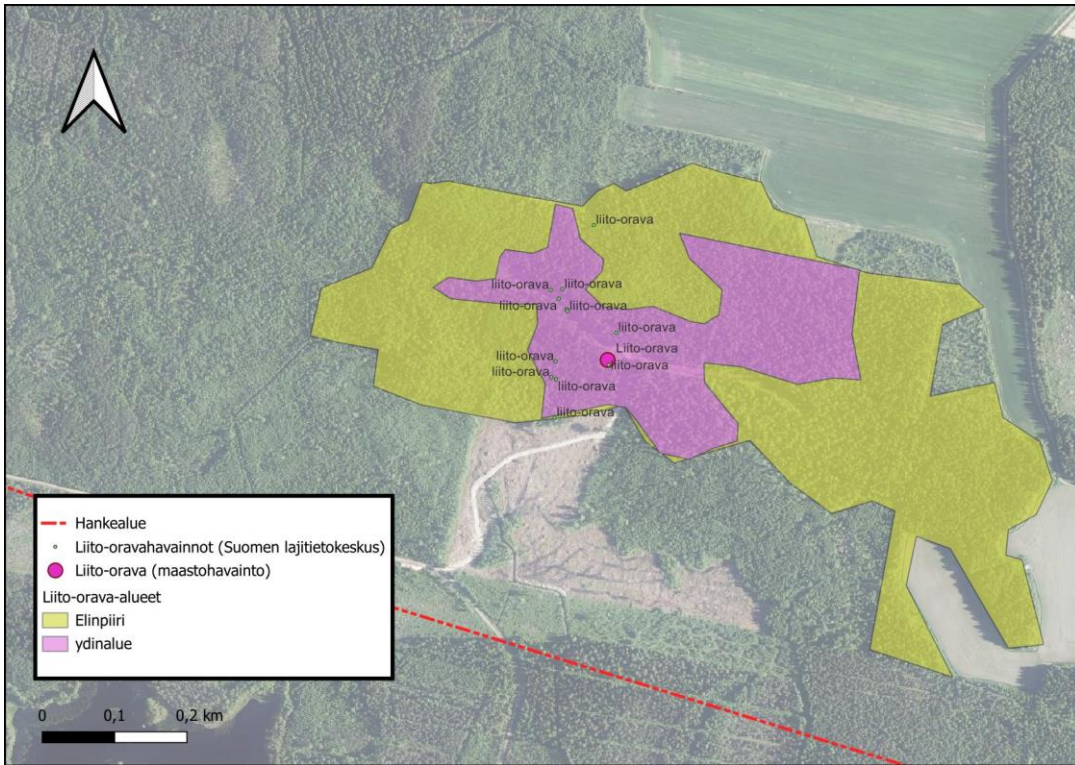 liito-orava
liito-orava
liito-orava
liito-orava
liito-orava
liito-orava
Liito-orava
liito-orava
liito-orava
liito-orava
liito-orava
liito-orava
Hankealue
Liito-oravahavainnot (Suomen lajitietokeskus)
Liito-orava (maastohavainto)
Liito-orava-alueet
Elinpiiri
ydinalue
0 0,1 0,2 km